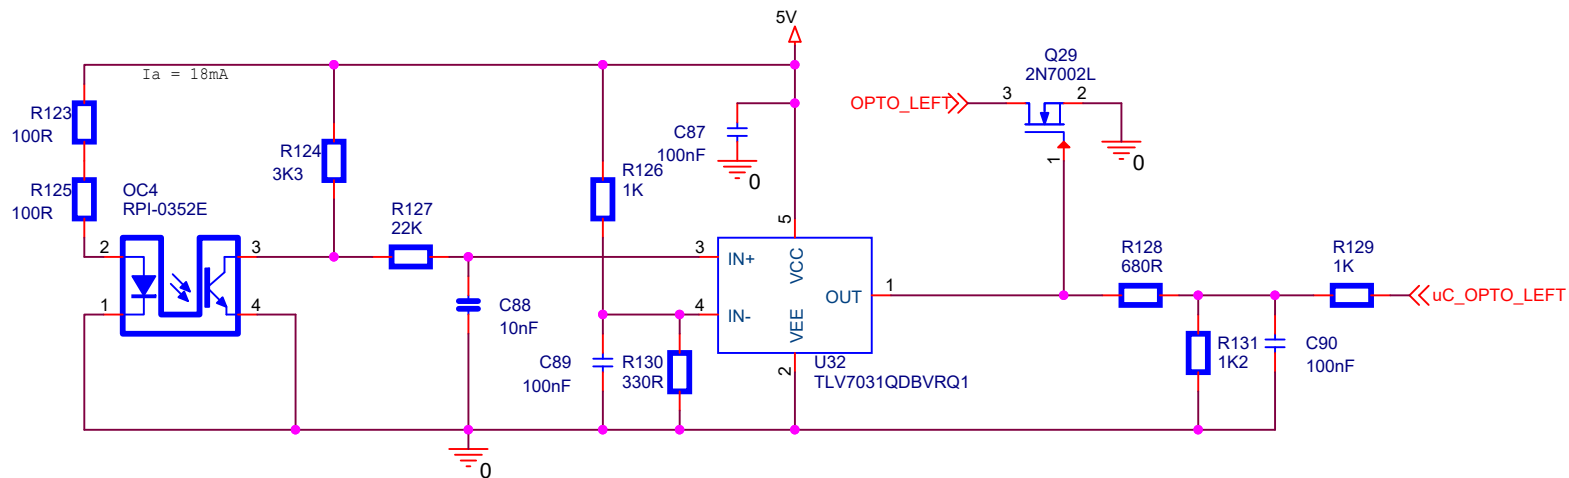 5V
Ia = 18mA
Q29
2N7002L
OPTO_LEFT
3
2
1
0
R123
100R
C87
100nF
0
R124
3K3
R126
1K
R125
100R
OC4
RPI-0352E
R127
22K
2
3
1
4
5
3
IN+
VCC
4
IN-
VEE
OUT
1
2
U32
TLV7031QDBVRQ1
R128
680R
R129
1K
uC_OPTO_LEFT
C88
10nF
C89
100nF
R130
330R
R131
1K2
C90
100nF
0